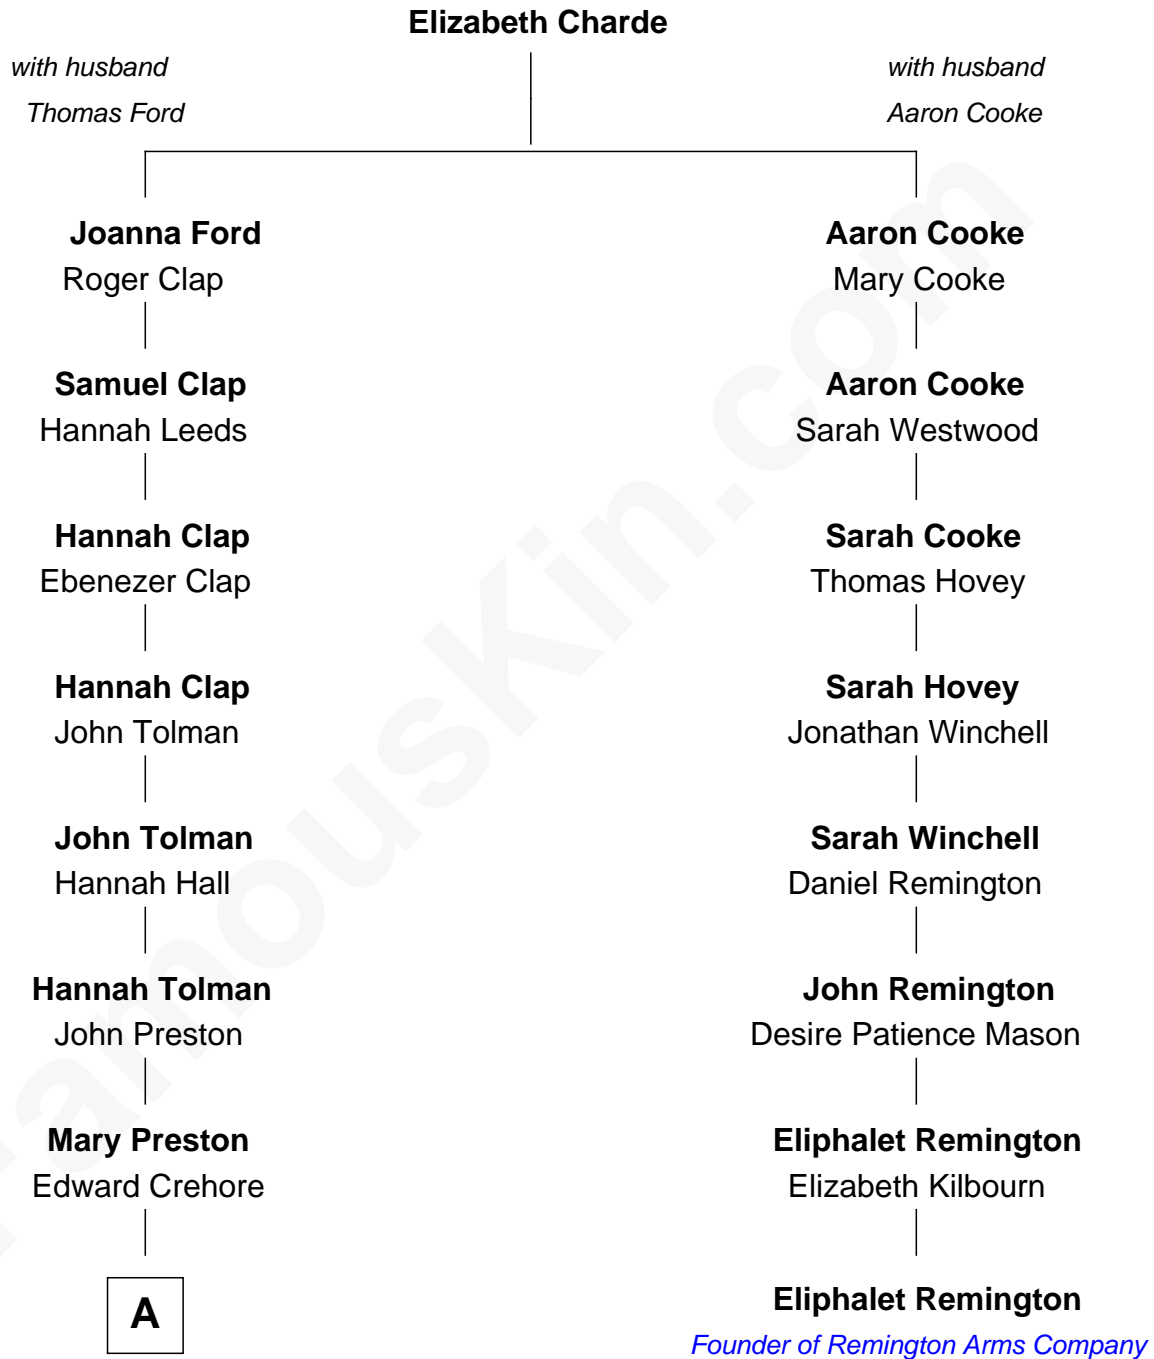 Elizabeth Charde
with husband
Thomas Ford
with husband
Aaron Cooke
Joanna Ford
Roger Clap
Aaron Cooke
Mary Cooke
Samuel Clap
Hannah Leeds
Aaron Cooke
Sarah Westwood
Hannah Clap
Ebenezer Clap
Sarah Cooke
Thomas Hovey
Hannah Clap
John Tolman
Sarah Hovey
Jonathan Winchell
John Tolman
Hannah Hall
Sarah Winchell
Daniel Remington
Hannah Tolman
John Preston
John Remington
Desire Patience Mason
Mary Preston
Edward Crehore
Eliphalet Remington
Elizabeth Kilbourn
A
Eliphalet Remington
Founder of Remington Arms Company
FamousKin.com